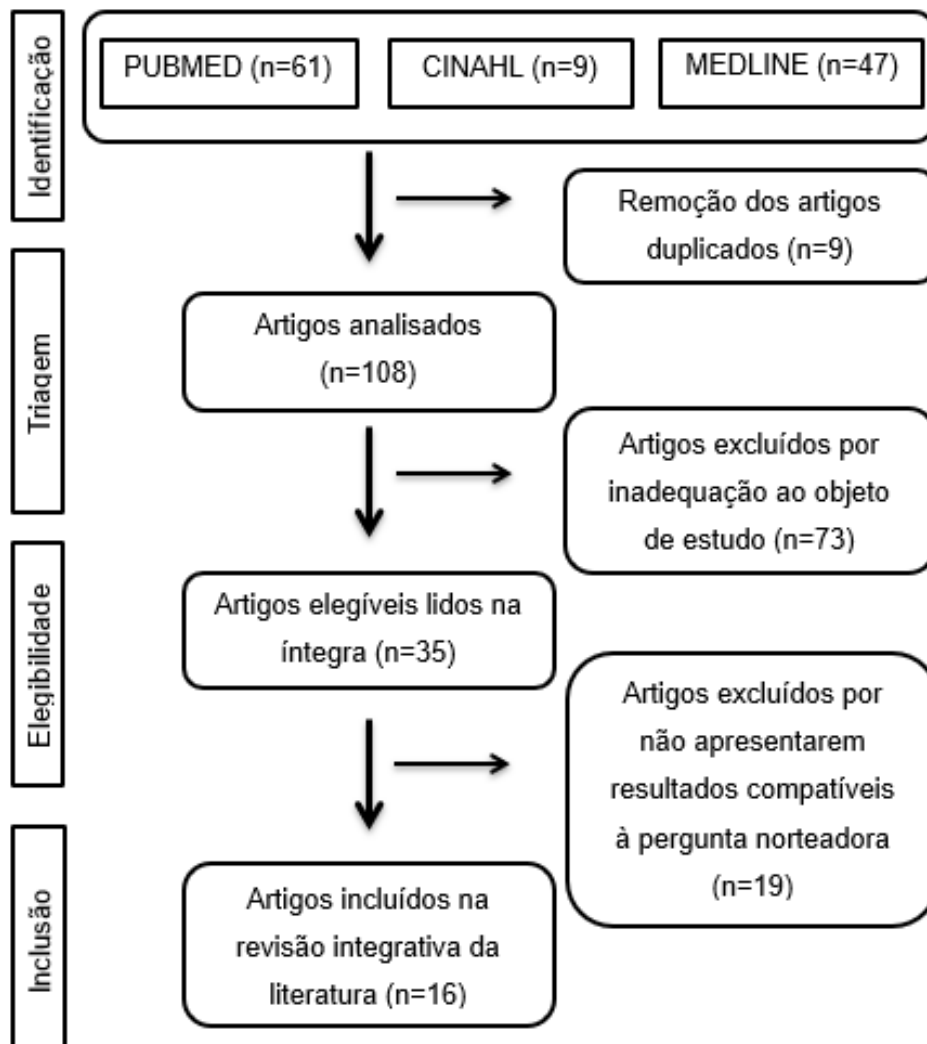 Identificação
PUBMED (n=61)
CINAHL (n=9)
MEDLINE (n=47)
Remoção dos artigos
duplicados (n=9)
Triagem
Artigos analisados
(n=108)
Artigos excluídos por
inadequação ao objeto
de estudo (n=73)
Elegibilidade
Artigos elegíveis lidos na
íntegra (n=35)
Artigos excluídos por
não apresentarem
resultados compatíveis
à pergunta norteadora
(n=19)
Inclusão
Artigos incluídos na
revisão integrativa da
literatura (n=16)